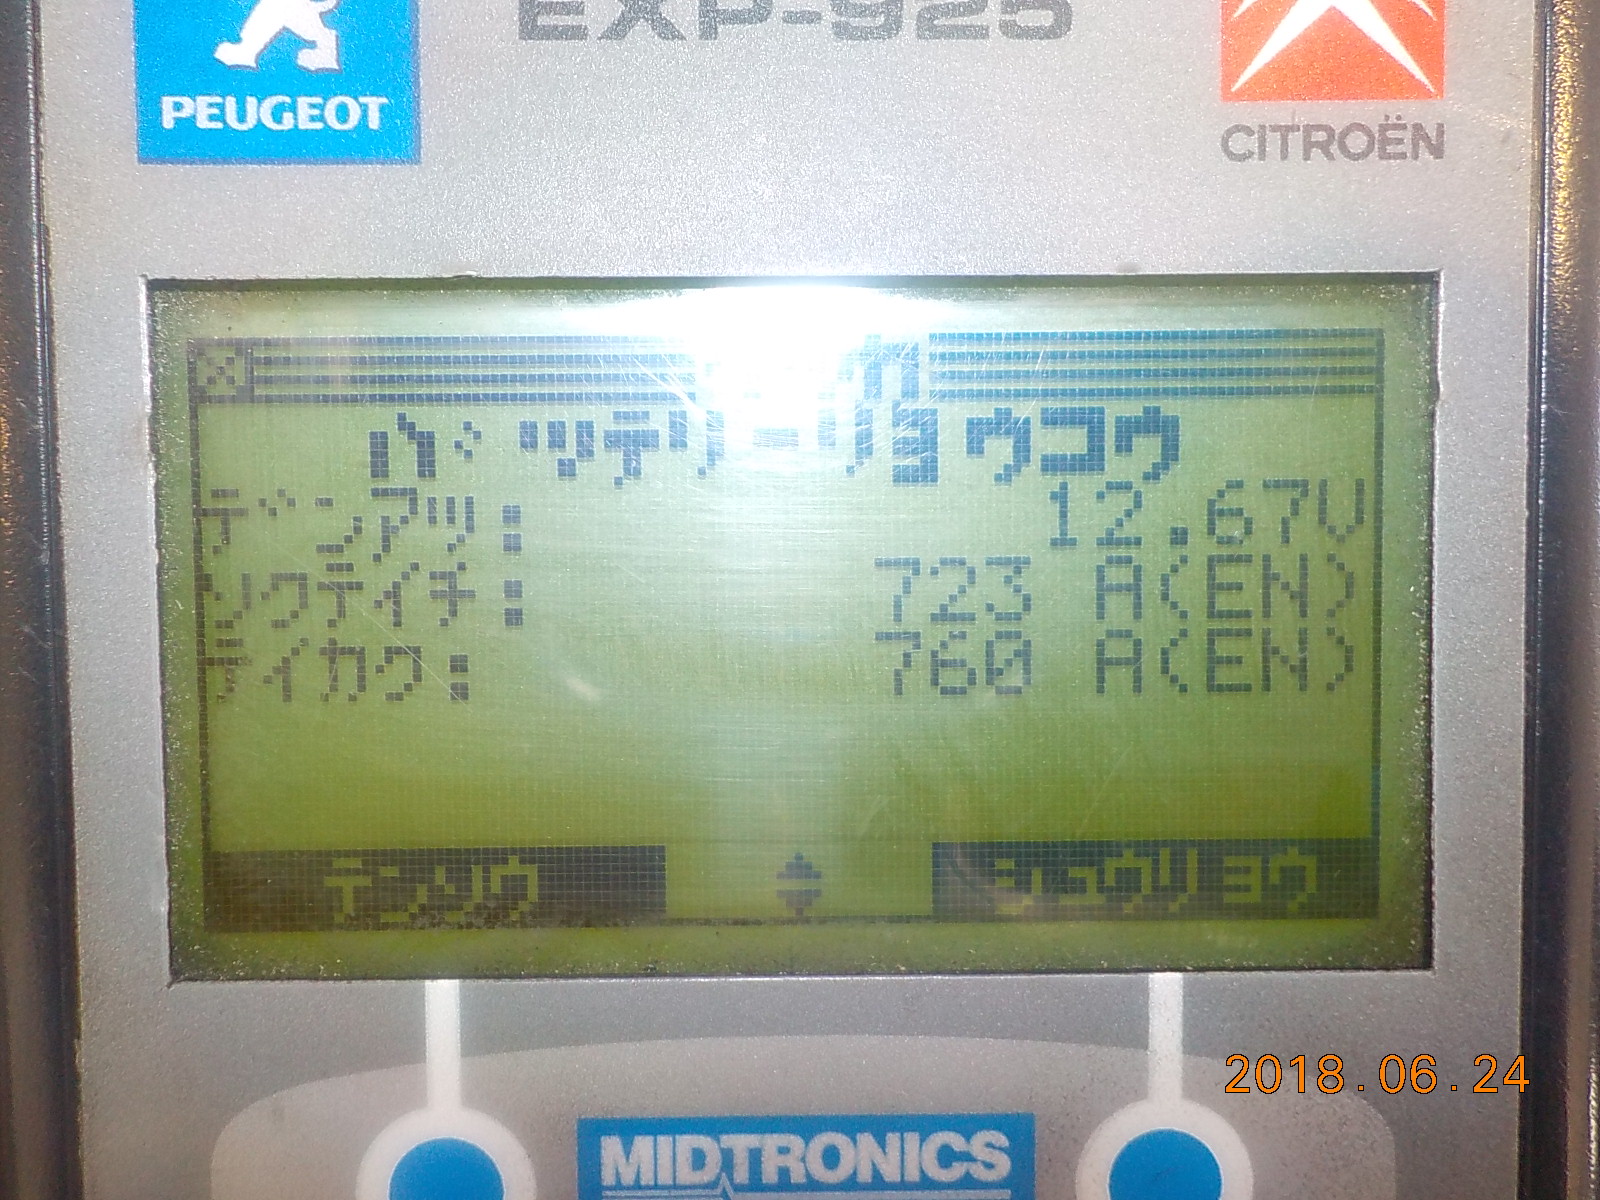 EXP-925
PEUGEOT
CITROËN
バッテリーリョウコウ
デンアツ: 12.67V
ソクテイチ: 723 A(EN)
テイカク: 760 A(EN)
テンソウ シュウリョウ
2018.06.24
MIDTRONICS